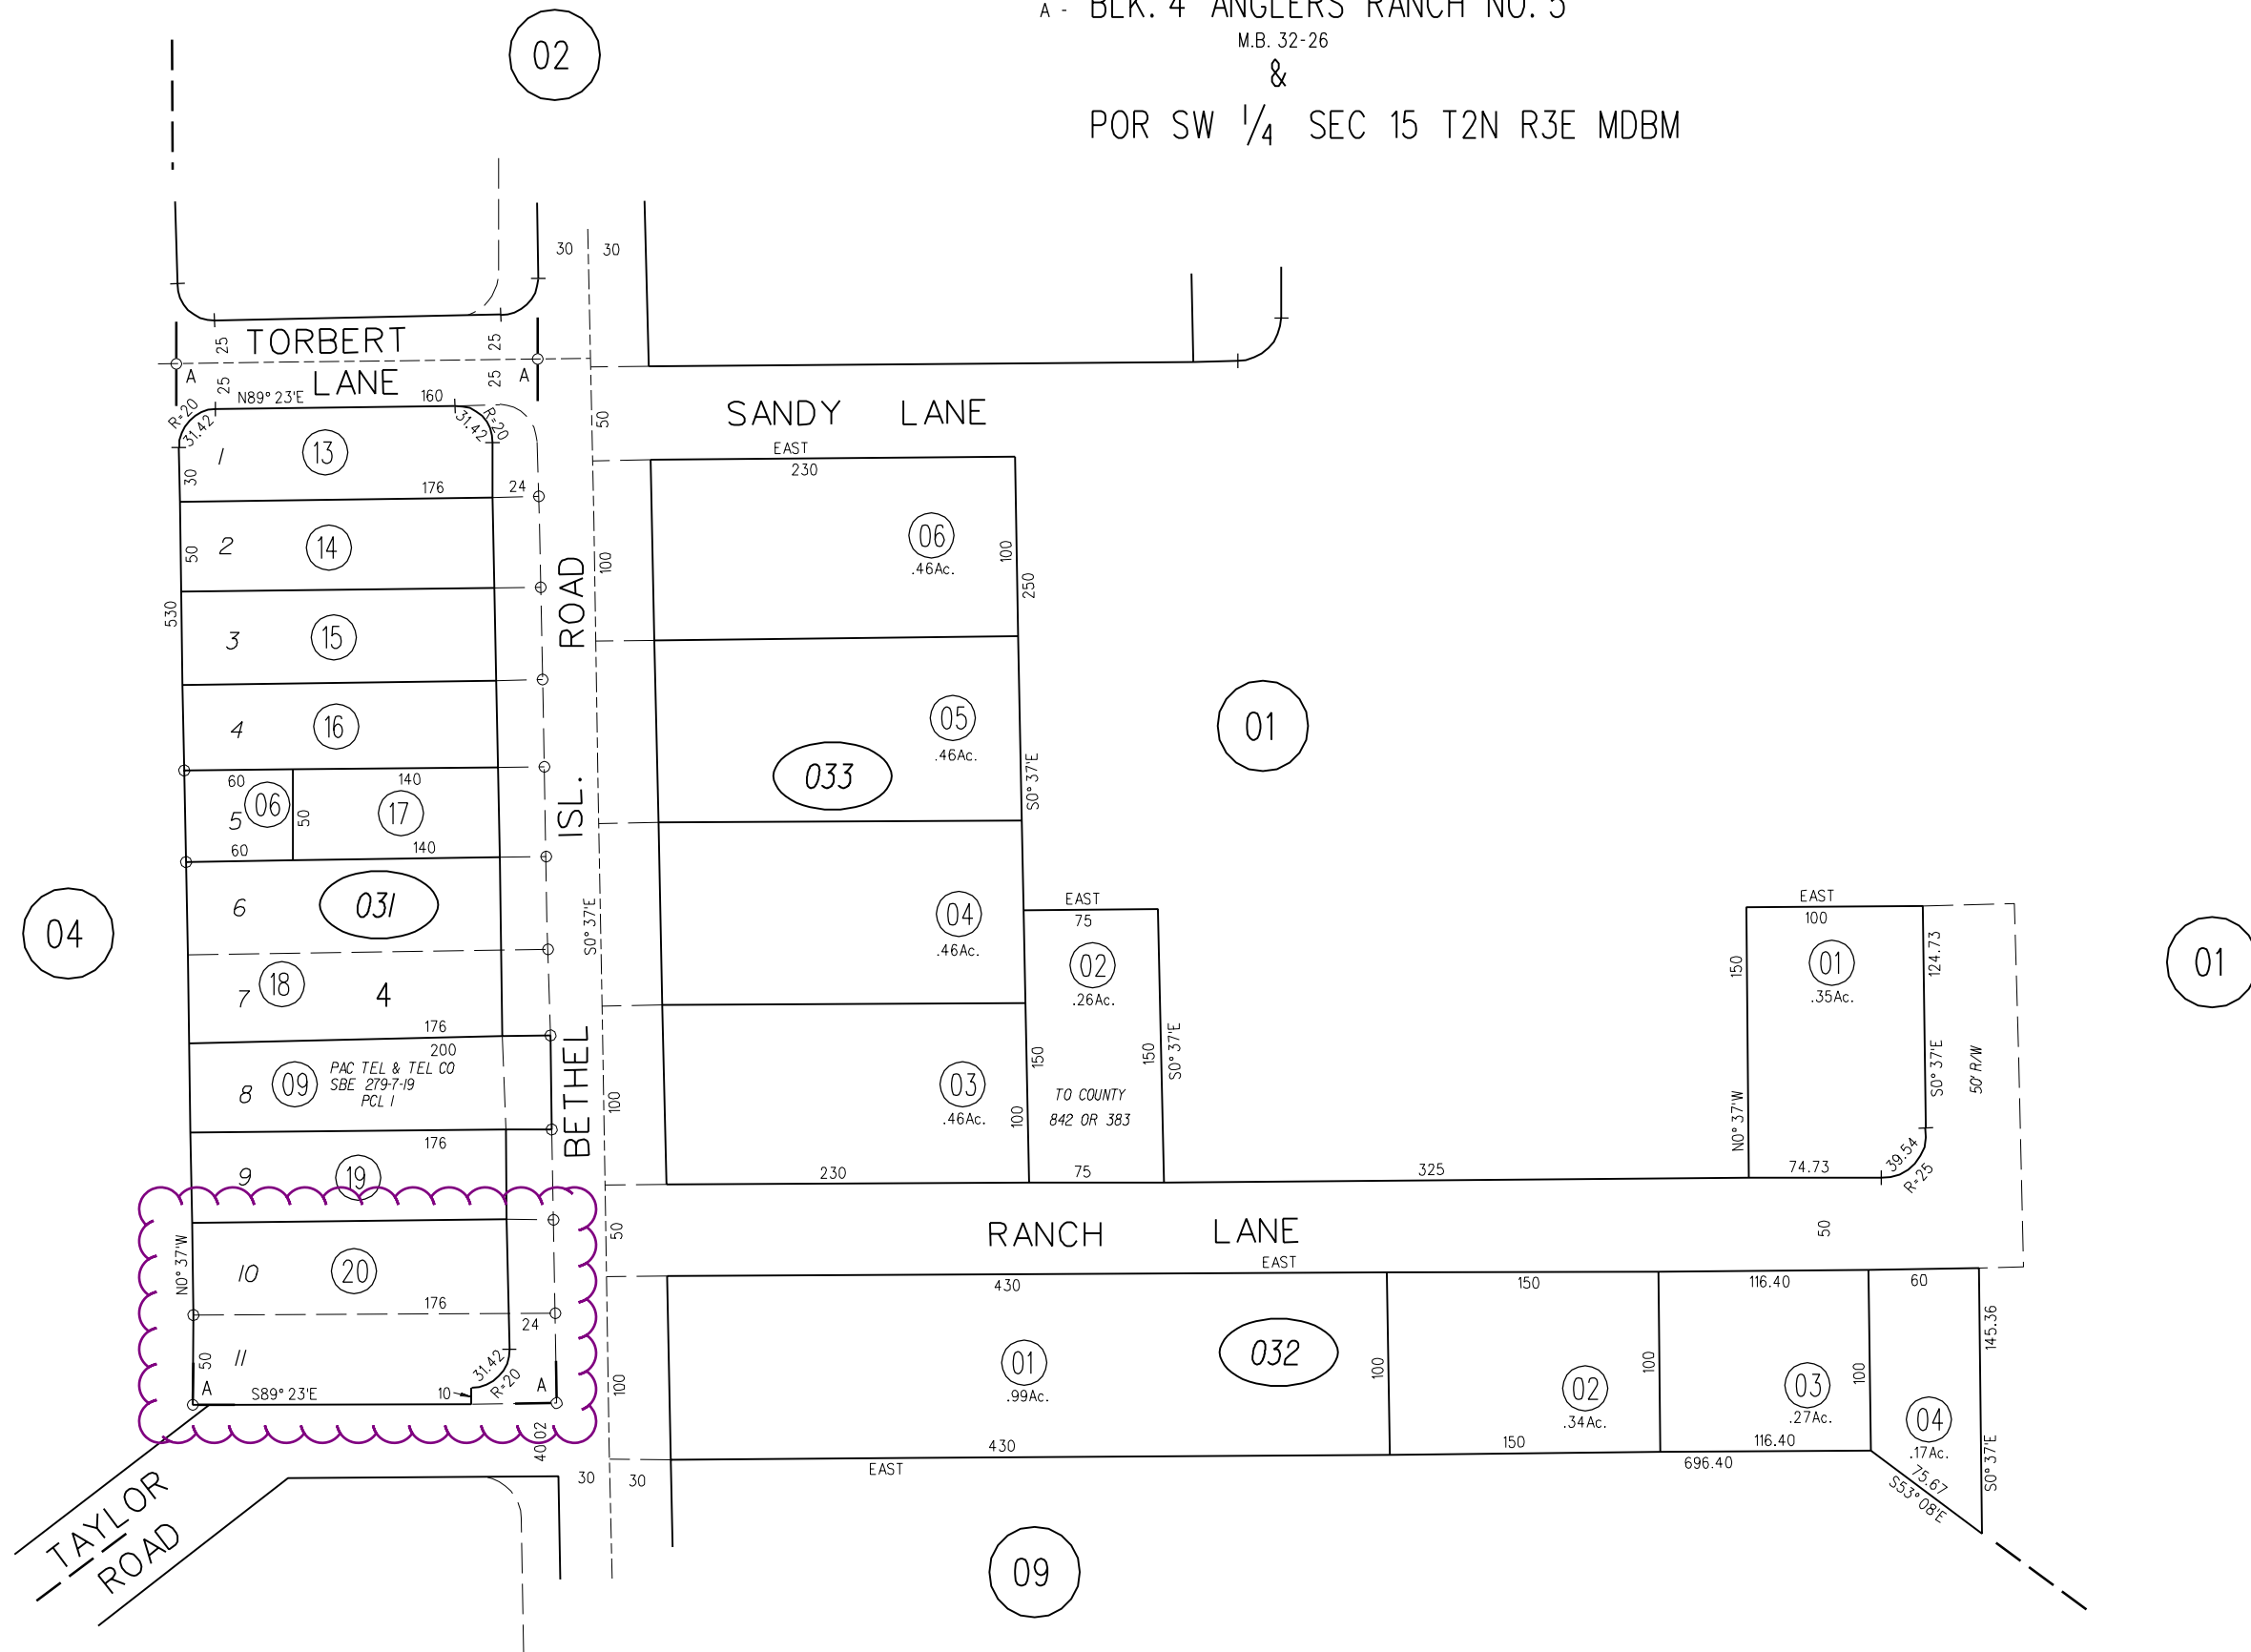 A - BLK. 4 ANGLERS RANCH NO. 5
M.B. 32-26
&
POR SW 1/4 SEC 15 T2N R3E MDBM
02
30 30
25 TORBERT 25
A 25 LANE 25 A
N89° 23'E 160
R=20 31.42
31.42 R=20
50
SANDY LANE
EAST
230
1 13
30
176 24
2 14
50
530
3 15
4 16
60 140
5 06 50 17
60 140
6 031
7 18 4
176
200
8 09 PAC TEL & TEL CO
SBE 279-7-19
PCL 1
176
9 19
N0° 37'W
10 20
176
24
11
50
31.42
R=20
A S89° 23'E 10 A
40.02
30 30
TAYLOR
ROAD
04
BETHEL ISL. ROAD
100
S0° 37'E
100
50
100
06
.46Ac.
100
250
05
.46Ac.
033
S0° 37'E
04
.46Ac.
03
.46Ac.
100
230
EAST
75
02
.26Ac.
150 150
S0° 37'E
TO COUNTY
842 OR 383
75
325
01
EAST
100
150
01
.35Ac.
124.73
N0° 37'W
S0° 37'E
50' R/W
74.73
39.54
R=25
01
RANCH LANE
50
EAST
430
150
116.40
60
01
.99Ac.
032
100
02
.34Ac.
100
03
.27Ac.
100
04
.17Ac.
145.36
S0° 37'E
430
150
116.40
EAST
696.40
75.67
S53° 08'E
09